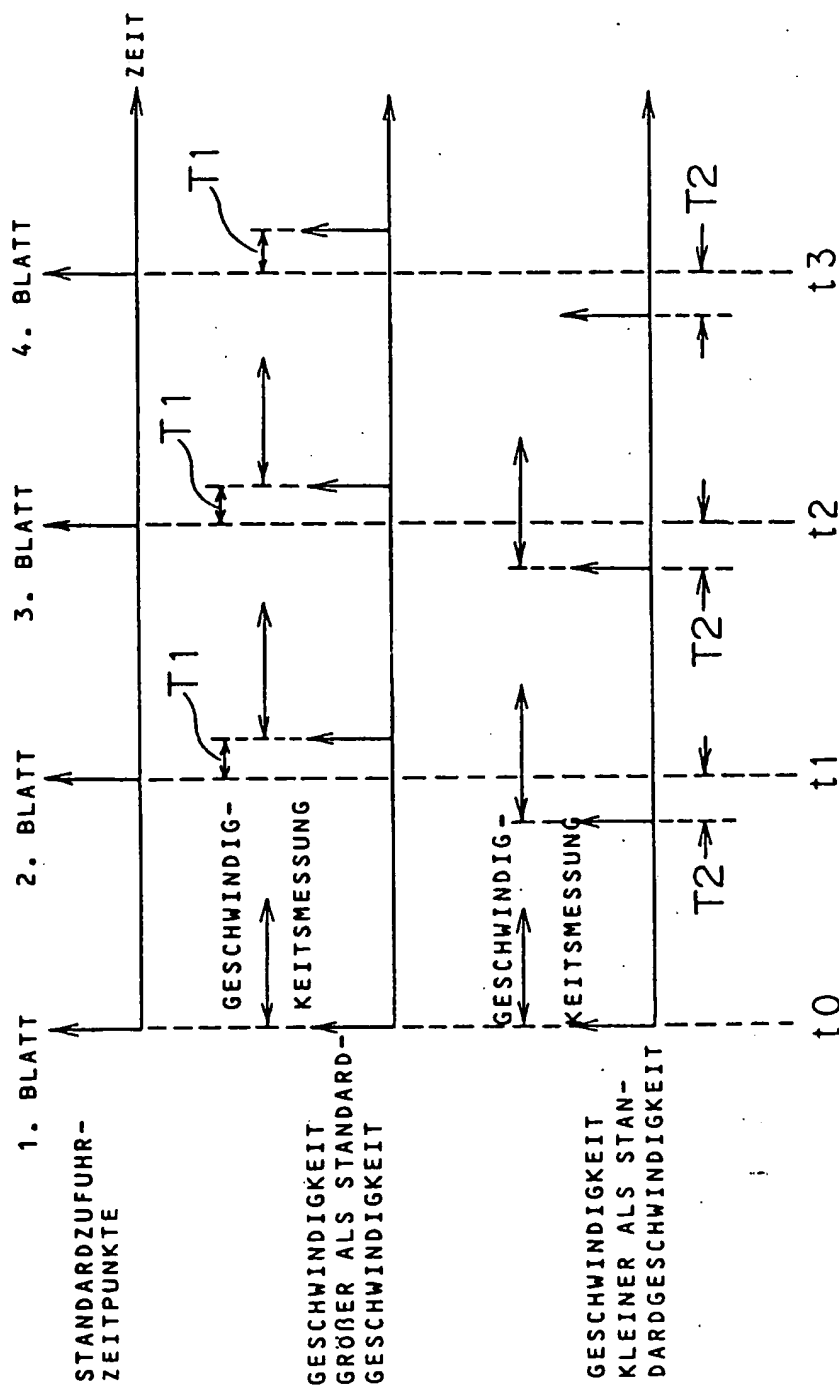 1. BLATT
2. BLATT
3. BLATT
4. BLATT
STANDARDZUFUHR-
ZEITPUNKTE
ZEIT
T1
T1
T1
GESCHWINDIG-
KEITSMESSUNG
GESCHWINDIGKEIT
GRÖßER ALS STANDARD-
GESCHWINDIGKEIT
GESCHWINDIG-
KEITSMESSUNG
GESCHWINDIGKEIT
KLEINER ALS STAN-
DARDGESCHWINDIGKEIT
T2
T2
T2
t0
t1
t2
t3